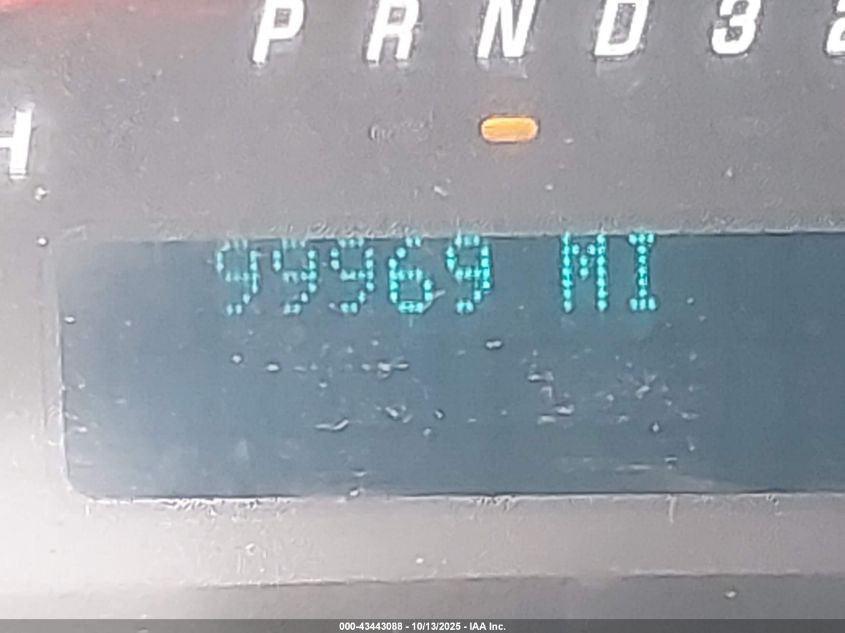 P R N D 3 2
H
99969 MI
000-43443088 - 10/13/2025 - IAA Inc.